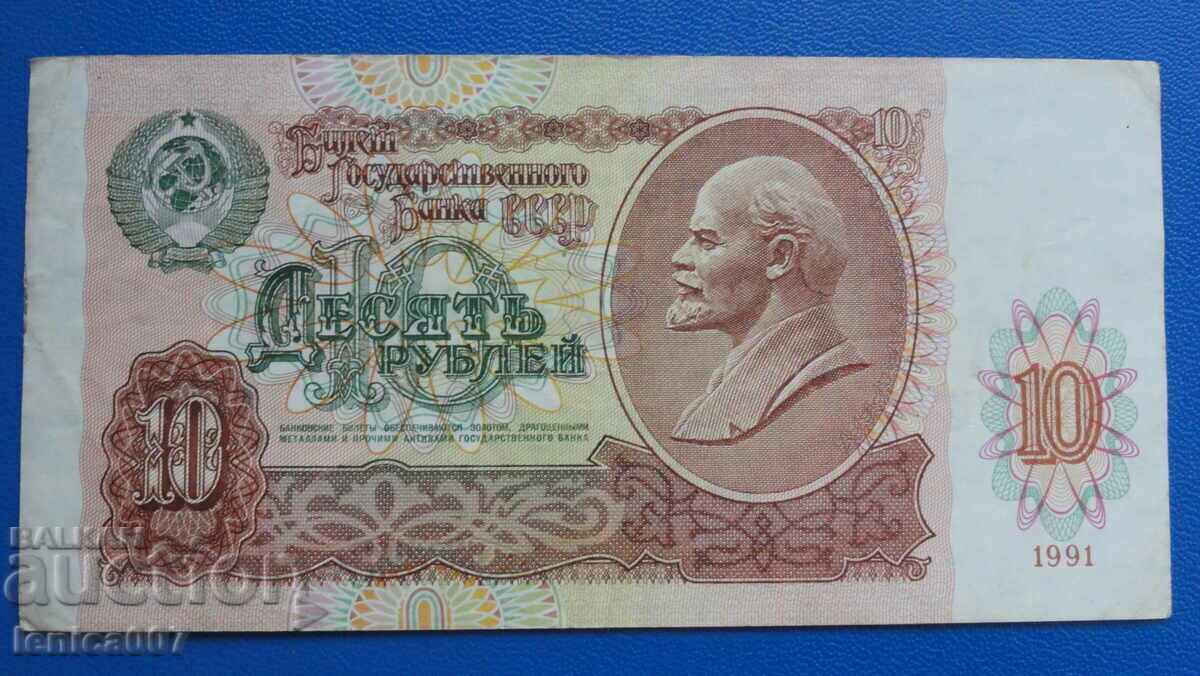 Билет
Государственного
Банка СССР
10
10
Десять
рублей
БАНКОВСКИЕ БИЛЕТЫ ОБЕСПЕЧИВАЮТСЯ ЗОЛОТОМ, ДРАГОЦЕННЫМИ
МЕТАЛЛАМИ И ПРОЧИМИ АКТИВАМИ ГОСУДАРСТВЕННОГО БАНКА
10
10
1991
BALKAN
auction
lenica007